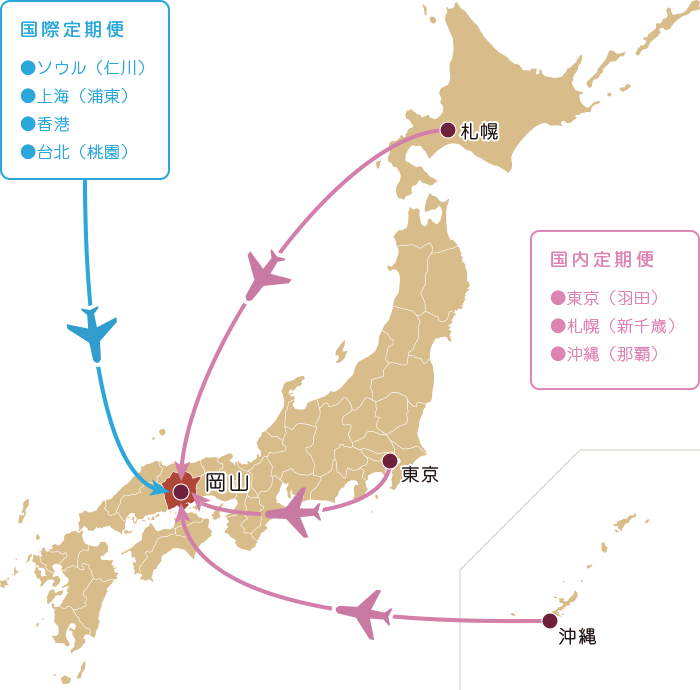 国際定期便
●ソウル（仁川）
●上海（浦東）
●香港
●台北（桃園）
札幌
国内定期便
●東京（羽田）
●札幌（新千歳）
●沖縄（那覇）
東京
岡山
沖縄